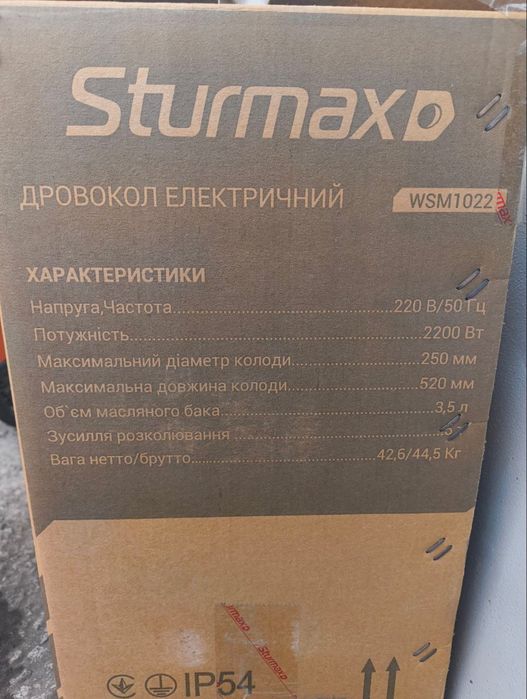 Sturmax
ДРОВОКОЛ ЕЛЕКТРИЧНИЙ
WSM1022
ХАРАКТЕРИСТИКИ
Напруга,Частота.....220 В/50 Гц
Потужність.....2200 Вт
Максимальний діаметр колоди.....250 мм
Максимальна довжина колоди.....520 мм
Об`єм масляного бака.....3,5 л
Зусилля розколювання
Вага нетто/брутто.....42,6/44,5 Кг
Sturmax
IP54